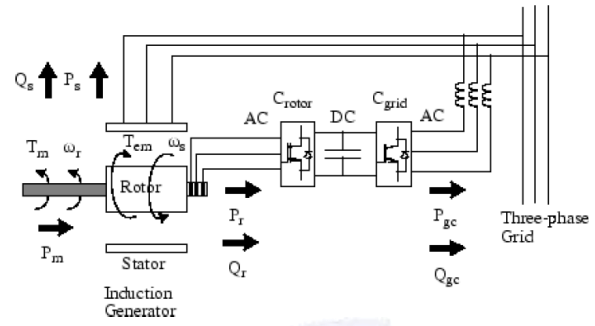 Qs Ps
Crotor
Cgrid
AC
DC
AC
Tm ωr
Tem ωs
Rotor
Pm
Pr
Qr
Pgc
Qgc
Three-phase
Grid
Stator
Induction
Generator